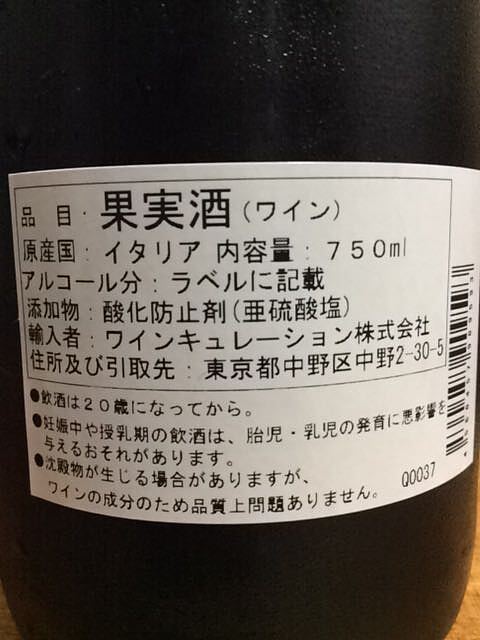 品 目：果実酒(ワイン)
原産国：イタリア 内容量：７５０ml
アルコール分：ラベルに記載
添加物：酸化防止剤(亜硫酸塩)
輸入者：ワインキュレーション株式会社
住所及び引取先：東京都中野区中野2-30-5
●飲酒は２０歳になってから。
●妊娠中や授乳期の飲酒は、胎児・乳児の発育に悪影響を
与えるおそれがあります。
●沈殿物が生じる場合がありますが、
ワインの成分のため品質上問題ありません。
Q0037